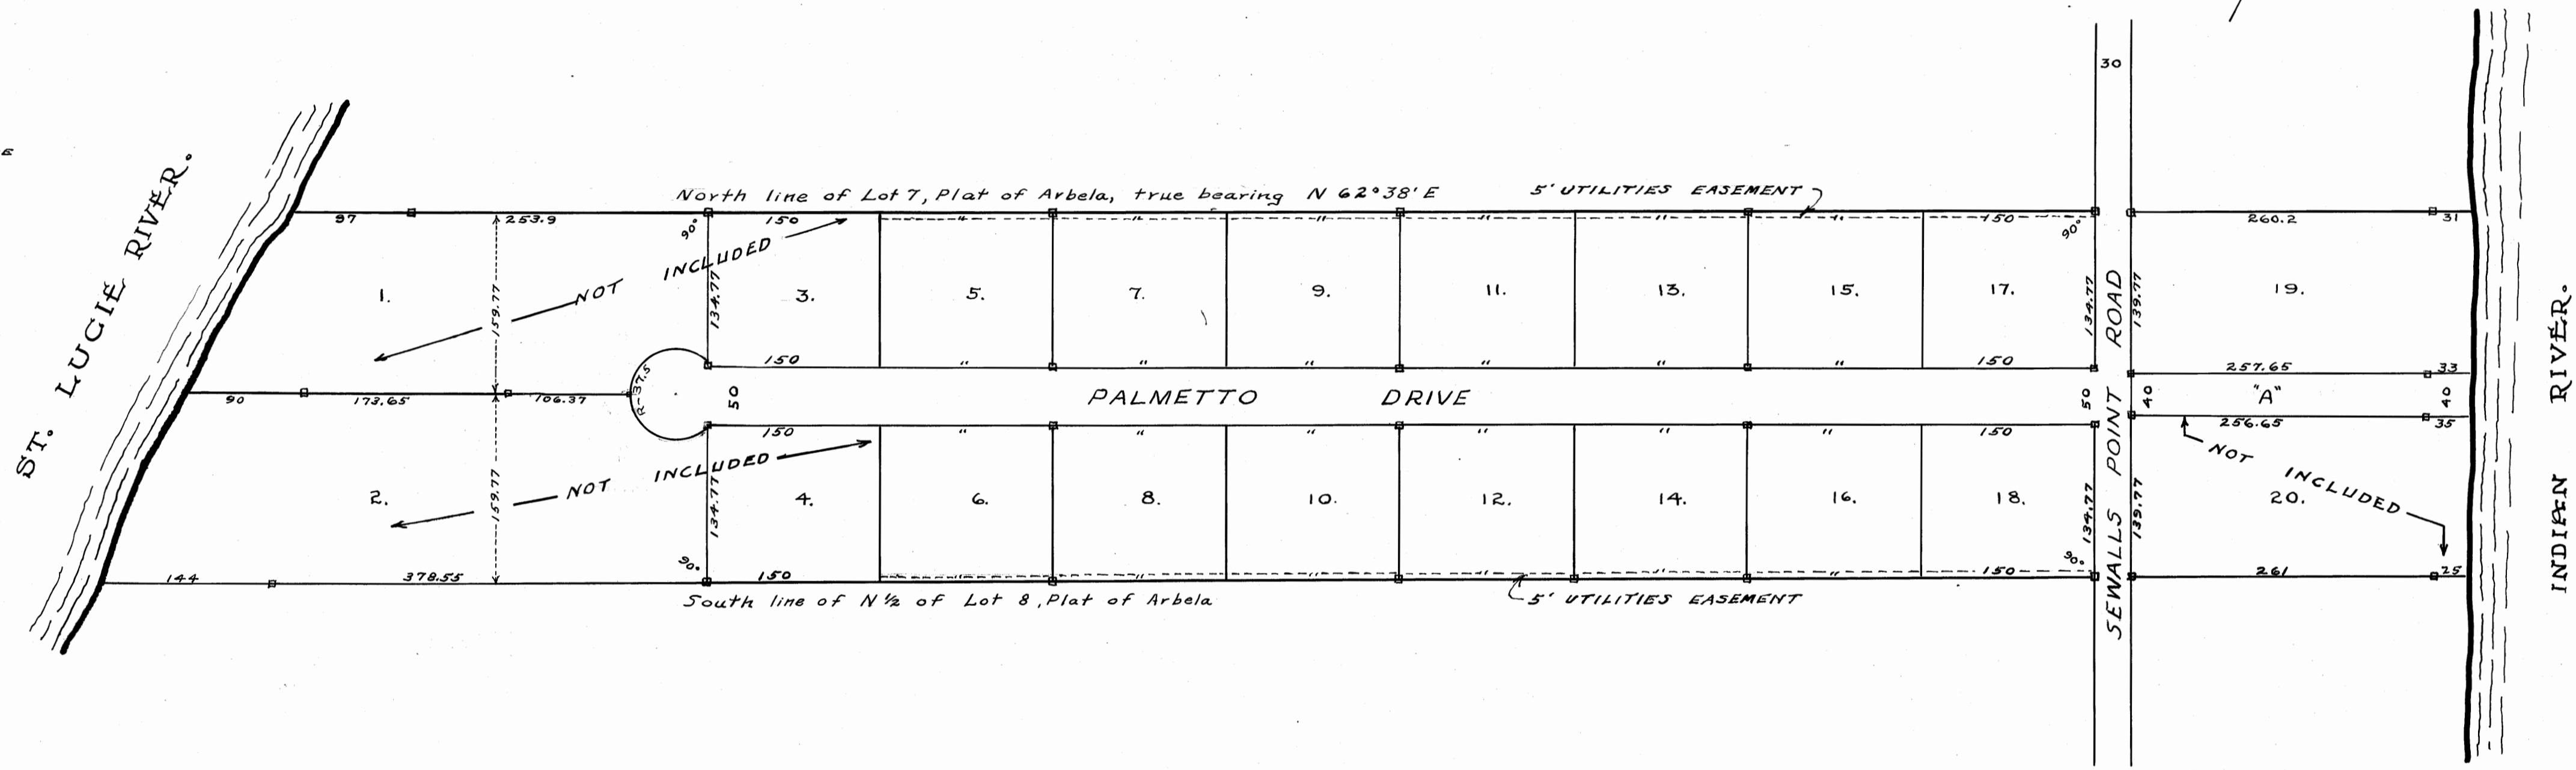 30
ST. LUCIE RIVER.
North line of Lot 7, Plat of Arbela, true bearing N 62°38' E
5' UTILITIES EASEMENT
97 253.9 150 " " " " " " 150 260.2 31
90° 90°
NOT INCLUDED
1. 3. 5. 7. 9. 11. 13. 15. 17. 19.
159.77 134.77 134.77 139.77
150 " " " " " " 150 257.65 33
R-37.5
90 173.65 106.37 50 PALMETTO DRIVE 50 40 "A" 40
150 " " " " " " 150 256.65 35
SEWALLS POINT ROAD
NOT INCLUDED
NOT INCLUDED
2. 4. 6. 8. 10. 12. 14. 16. 18. 20.
159.77 134.77 134.77 139.77
90° 90°
144 378.55 150 " " " " " " 150 261 25
South line of N 1/2 of Lot 8, Plat of Arbela
5' UTILITIES EASEMENT
INDIAN RIVER.